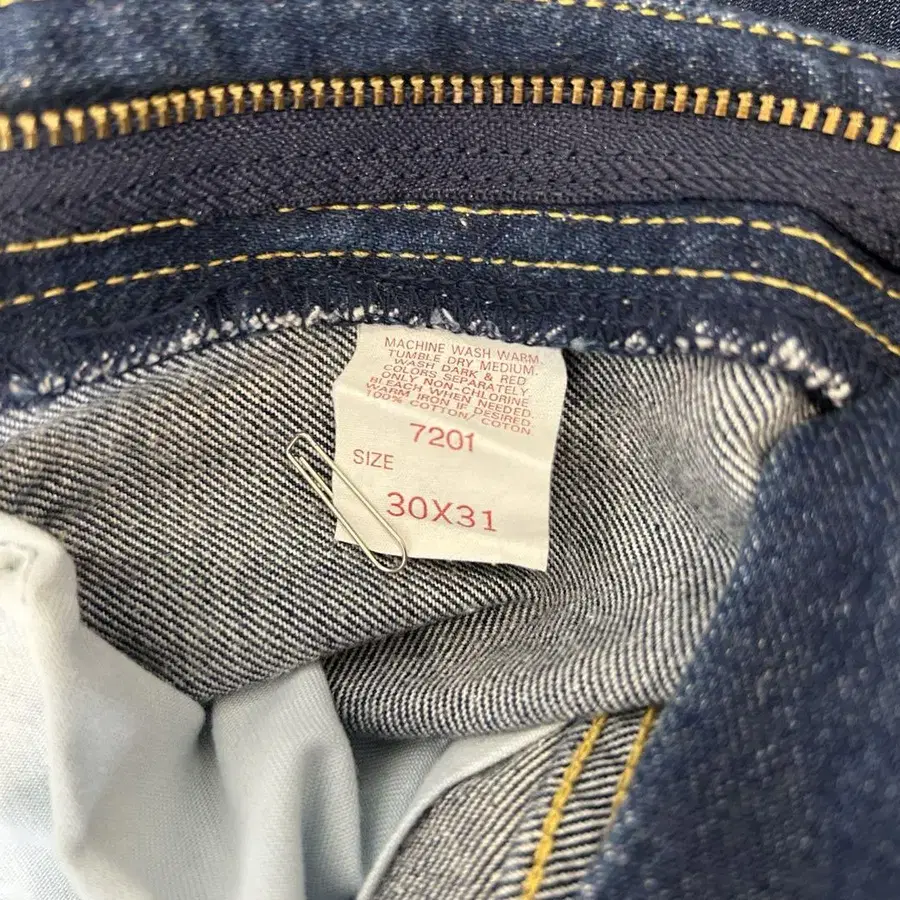 MACHINE WASH WARM.
TUMBLE DRY MEDIUM.
WASH DARK & RED
COLORS SEPARATELY
ONLY NON-CHLORINE
BLEACH WHEN NEEDED.
WARM IRON IF DESIRED.
100% COTTON/COTON.
7201
SIZE
30X31